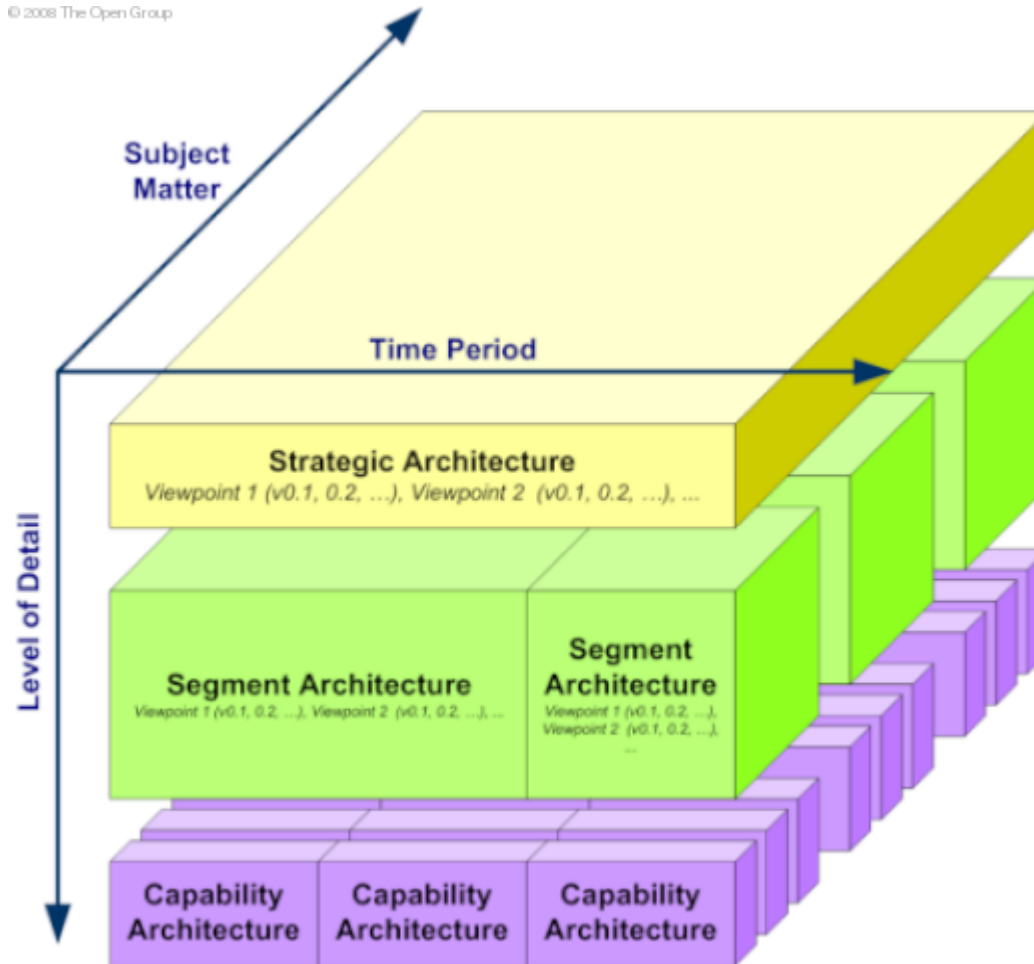 © 2008 The Open Group
Subject
Matter
Time Period
Level of Detail
Strategic Architecture
Viewpoint 1 (v0.1, 0.2, ...), Viewpoint 2 (v0.1, 0.2, ...), ...
Segment Architecture
Viewpoint 1 (v0.1, 0.2, ...), Viewpoint 2 (v0.1, 0.2, ...), ...
Segment
Architecture
Viewpoint 1 (v0.1, 0.2, ...),
Viewpoint 2 (v0.1, 0.2, ...),
...
Capability
Architecture
Capability
Architecture
Capability
Architecture